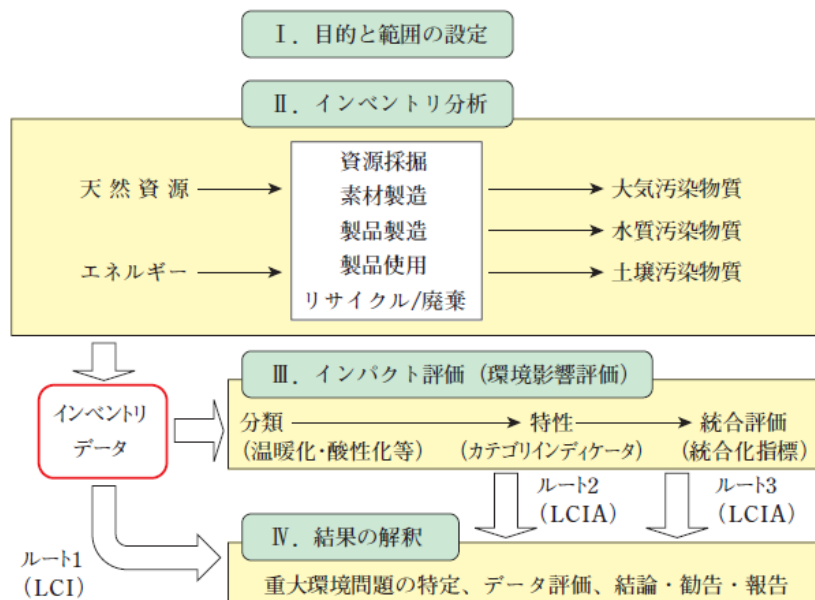 Ⅰ．目的と範囲の設定
Ⅱ．インベントリ分析
天然資源
エネルギー
資源採掘
素材製造
製品製造
製品使用
リサイクル/廃棄
大気汚染物質
水質汚染物質
土壌汚染物質
インベントリ
データ
Ⅲ．インパクト評価（環境影響評価）
分類
(温暖化・酸性化等)
特性
(カテゴリインディケータ)
統合評価
(統合化指標)
ルート2
(LCIA)
ルート3
(LCIA)
ルート1
(LCI)
Ⅳ．結果の解釈
重大環境問題の特定、データ評価、結論・勧告・報告